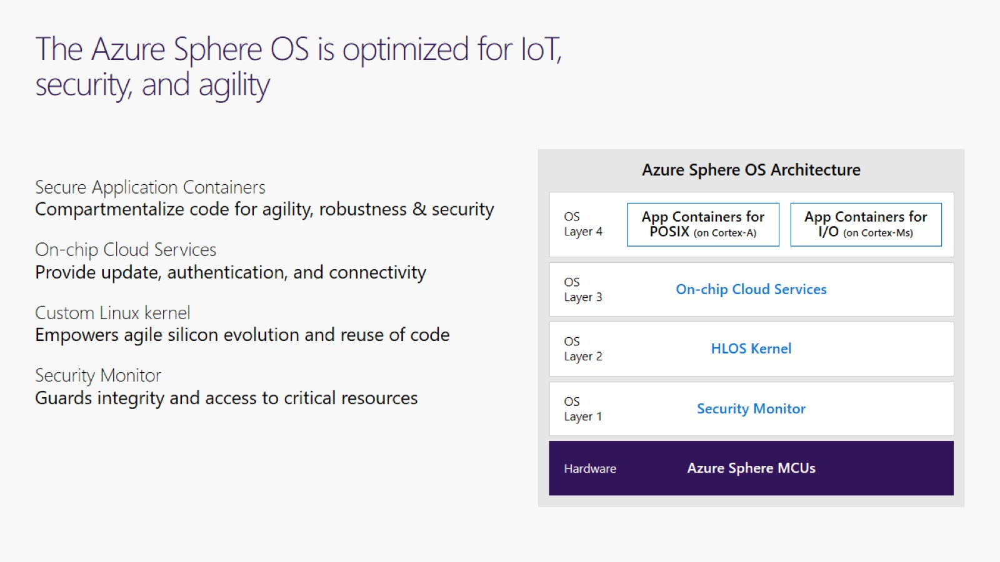 The Azure Sphere OS is optimized for IoT,
security, and agility
Secure Application Containers
Compartmentalize code for agility, robustness & security
On-chip Cloud Services
Provide update, authentication, and connectivity
Custom Linux kernel
Empowers agile silicon evolution and reuse of code
Security Monitor
Guards integrity and access to critical resources
Azure Sphere OS Architecture
OS
Layer 4
App Containers for
POSIX (on Cortex-A)
App Containers for
I/O (on Cortex-Ms)
OS
Layer 3
On-chip Cloud Services
OS
Layer 2
HLOS Kernel
OS
Layer 1
Security Monitor
Hardware
Azure Sphere MCUs